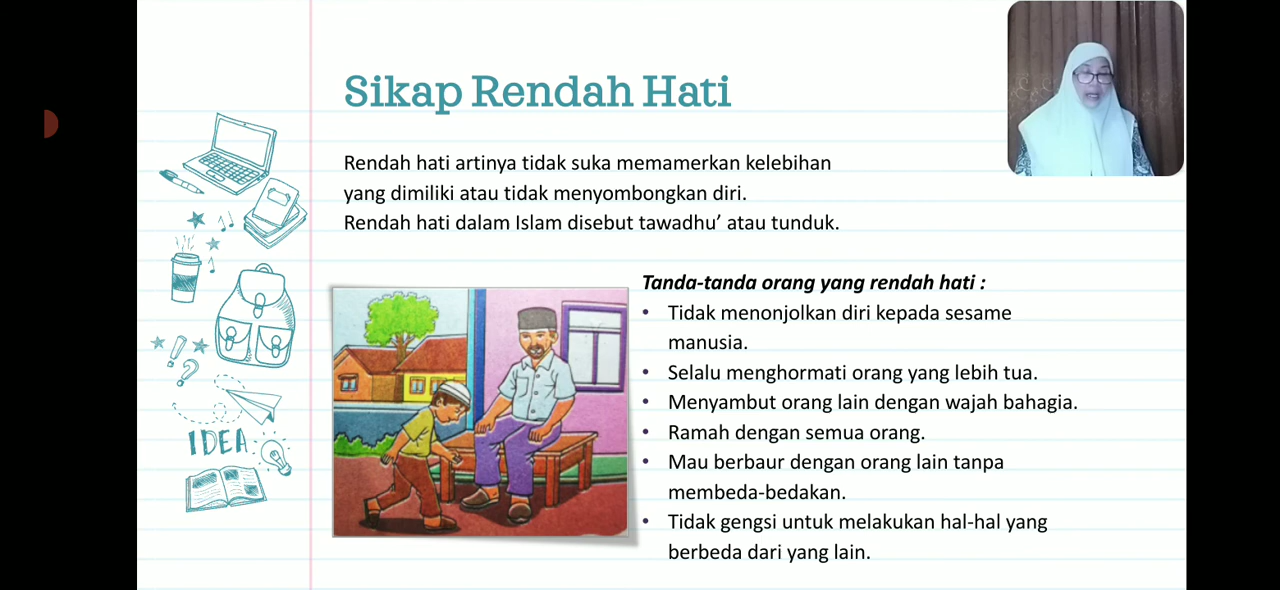 Sikap Rendah Hati
Rendah hati artinya tidak suka memamerkan kelebihan
yang dimiliki atau tidak menyombongkan diri.
Rendah hati dalam Islam disebut tawadhu’ atau tunduk.
Tanda-tanda orang yang rendah hati :
• Tidak menonjolkan diri kepada sesame
manusia.
• Selalu menghormati orang yang lebih tua.
• Menyambut orang lain dengan wajah bahagia.
• Ramah dengan semua orang.
• Mau berbaur dengan orang lain tanpa
membeda-bedakan.
• Tidak gengsi untuk melakukan hal-hal yang
berbeda dari yang lain.
IDEA